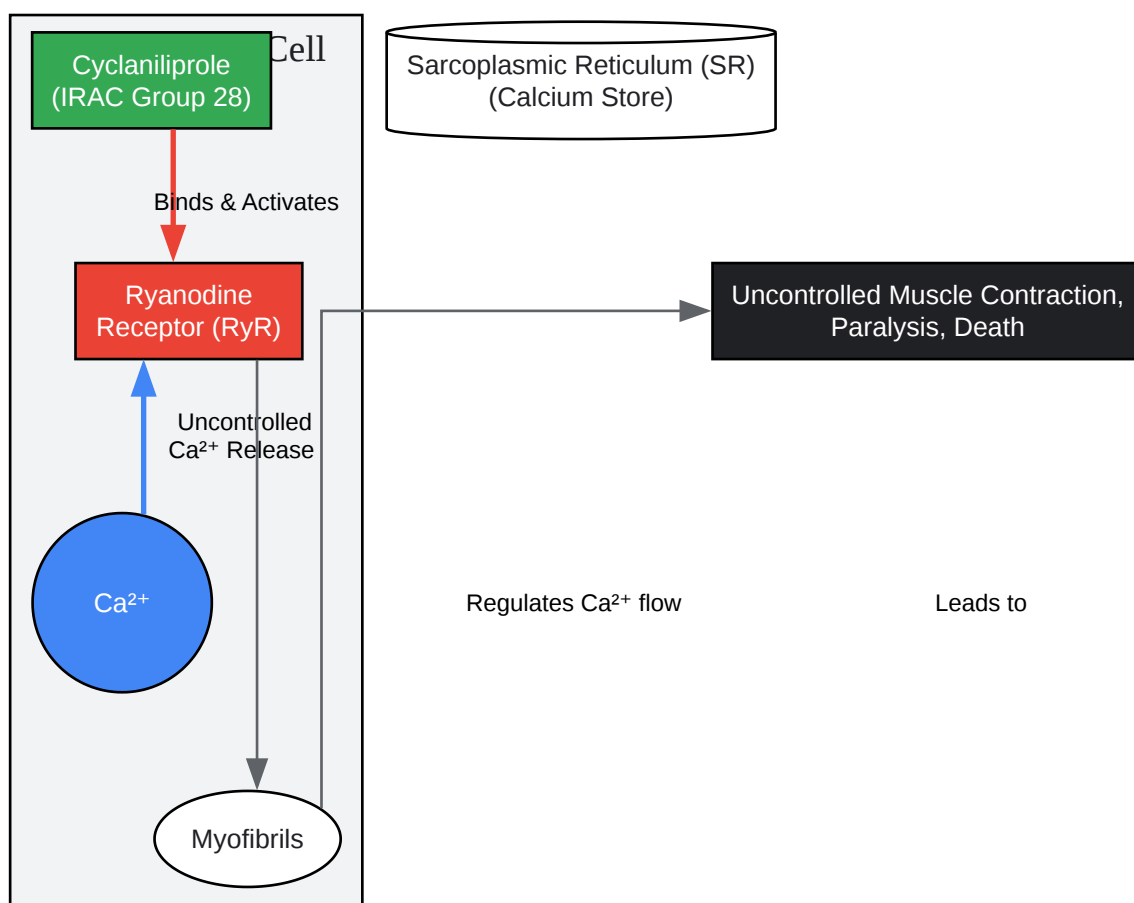 Cyclaniliprole
(IRAC Group 28)
Cell
Sarcoplasmic Reticulum (SR)
(Calcium Store)
Binds & Activates
Ryanodine
Receptor (RyR)
Uncontrolled Muscle Contraction,
Paralysis, Death
Uncontrolled
Ca²⁺ Release
Ca²⁺
Regulates Ca²⁺ flow
Leads to
Myofibrils